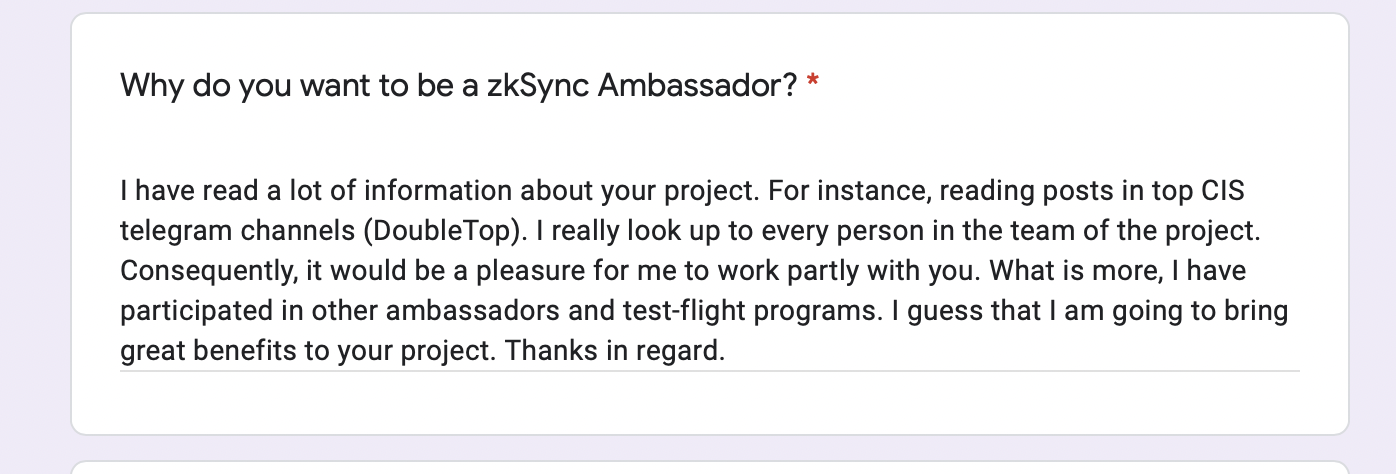 Why do you want to be a zkSync Ambassador? *
I have read a lot of information about your project. For instance, reading posts in top CIS
telegram channels (DoubleTop). I really look up to every person in the team of the project.
Consequently, it would be a pleasure for me to work partly with you. What is more, I have
participated in other ambassadors and test-flight programs. I guess that I am going to bring
great benefits to your project. Thanks in regard.